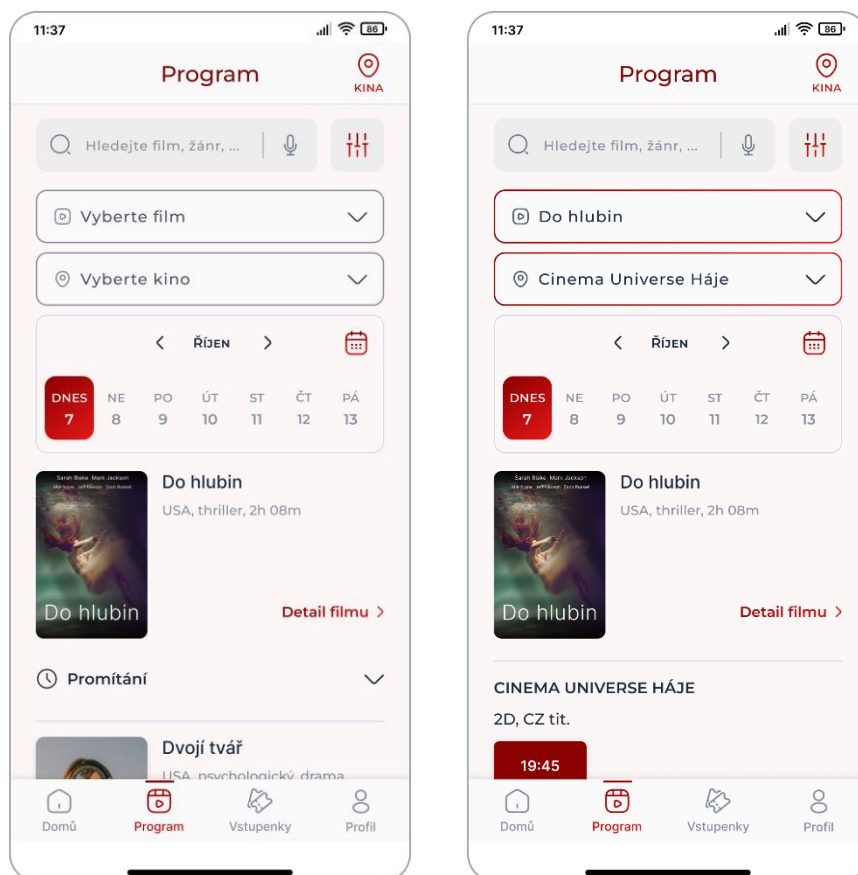 11:37
86
Program
KINA
Hledejte film, žánr, ...
Vyberte film
Vyberte kino
ŘÍJEN
DNES NE PO ÚT ST ČT PÁ
7 8 9 10 11 12 13
Sarah Blake Mark Jackson
Do hlubin
Do hlubin
USA, thriller, 2h 08m
Detail filmu
Promítání
Dvojí tvář
USA, psychologický, drama
Domů Program Vstupenky Profil
11:37
86
Program
KINA
Hledejte film, žánr, ...
Do hlubin
Cinema Universe Háje
ŘÍJEN
DNES NE PO ÚT ST ČT PÁ
7 8 9 10 11 12 13
Sarah Blake Mark Jackson
Do hlubin
Do hlubin
USA, thriller, 2h 08m
Detail filmu
CINEMA UNIVERSE HÁJE
2D, CZ tit.
19:45
Domů Program Vstupenky Profil